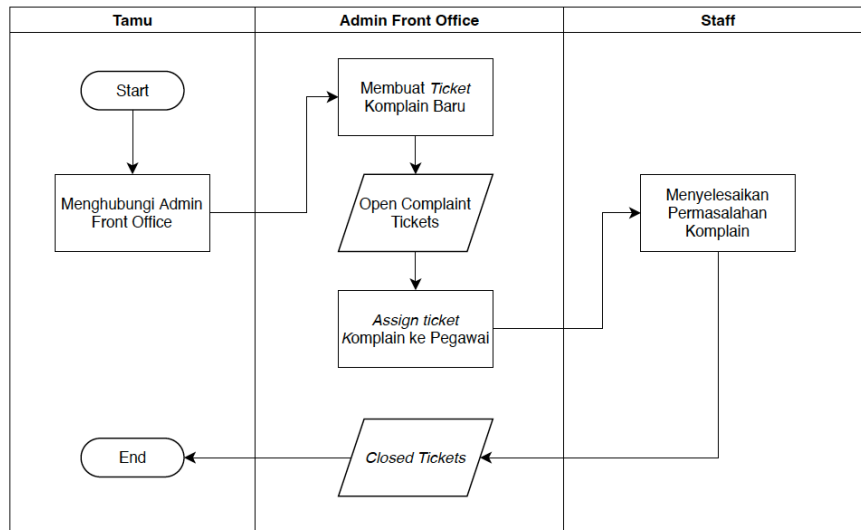 Tamu
Admin Front Office
Staff
Start
Menghubungi Admin
Front Office
Membuat Ticket
Komplain Baru
Open Complaint
Tickets
Assign ticket
Komplain ke Pegawai
Menyelesaikan
Permasalahan
Komplain
Closed Tickets
End